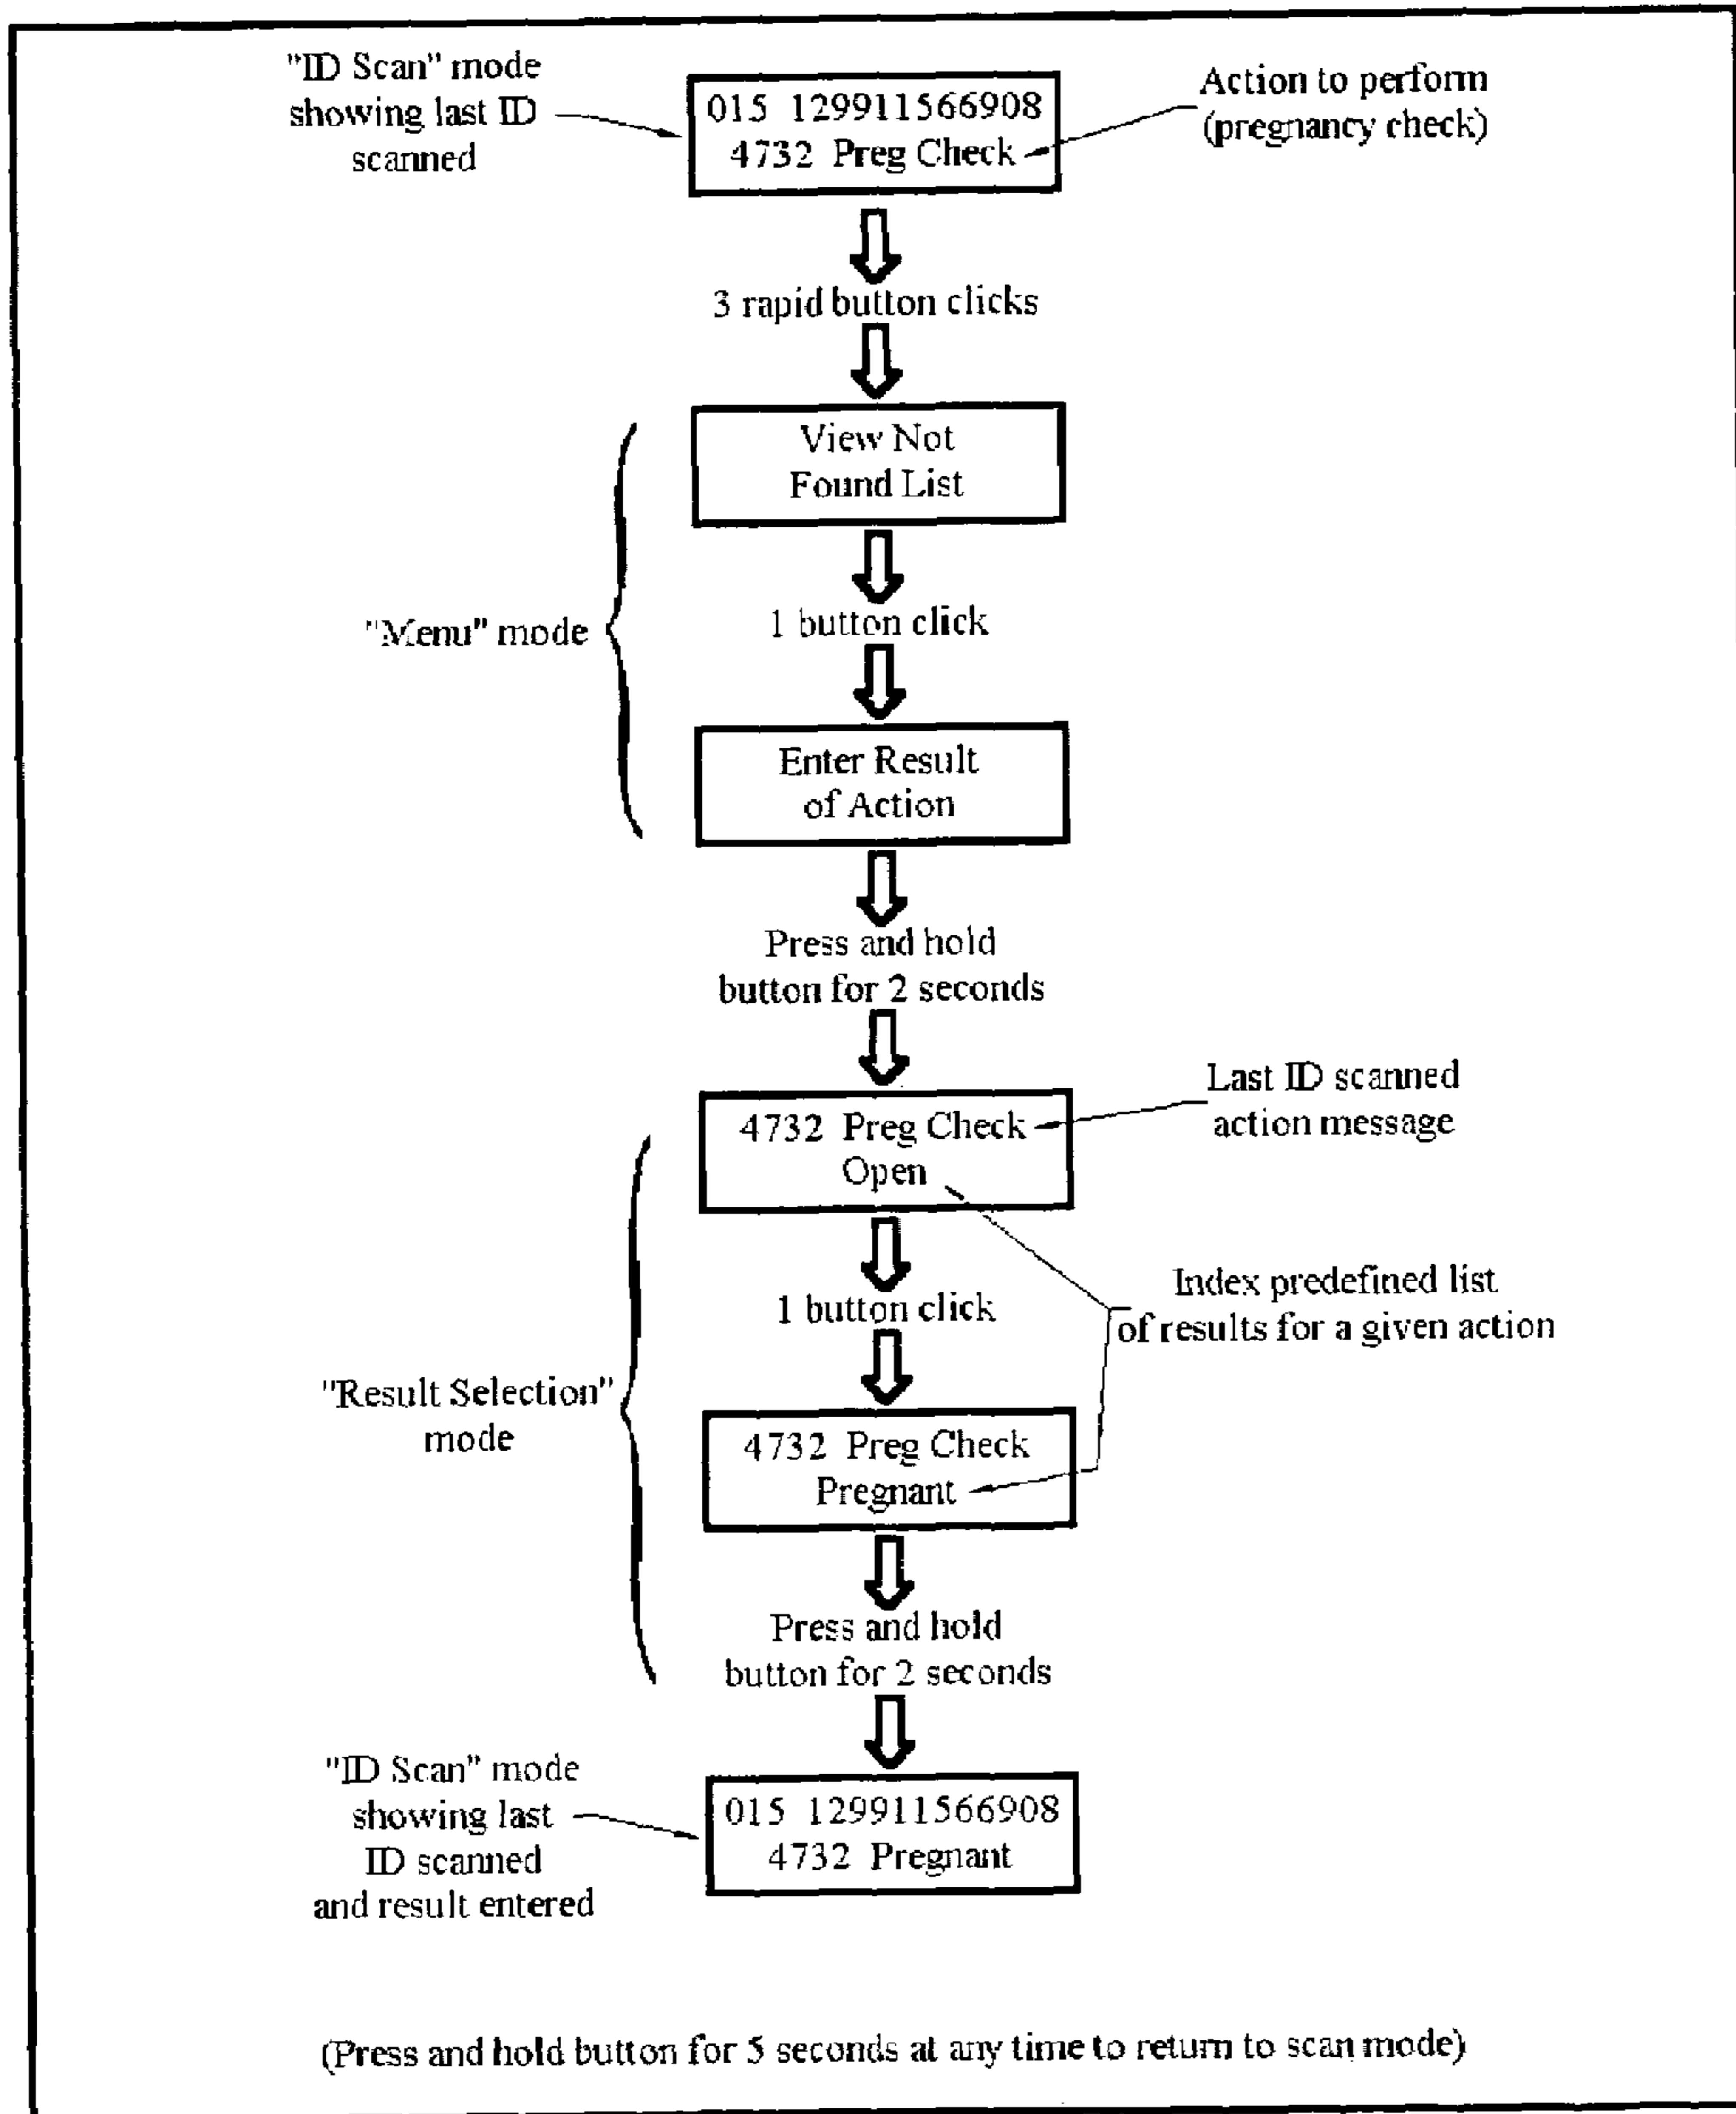 "ID Scan" mode
showing last ID
scanned
015 129911566908
4732 Preg Check
Action to perform
(pregnancy check)
3 rapid button clicks
View Not
Found List
1 button click
"Menu" mode
Enter Result
of Action
Press and hold
button for 2 seconds
4732 Preg Check
Open
Last ID scanned
action message
1 button click
Index predefined list
of results for a given action
"Result Selection"
mode
4732 Preg Check
Pregnant
Press and hold
button for 2 seconds
"ID Scan" mode
showing last
ID scanned
and result entered
015 129911566908
4732 Pregnant
(Press and hold button for 5 seconds at any time to return to scan mode)